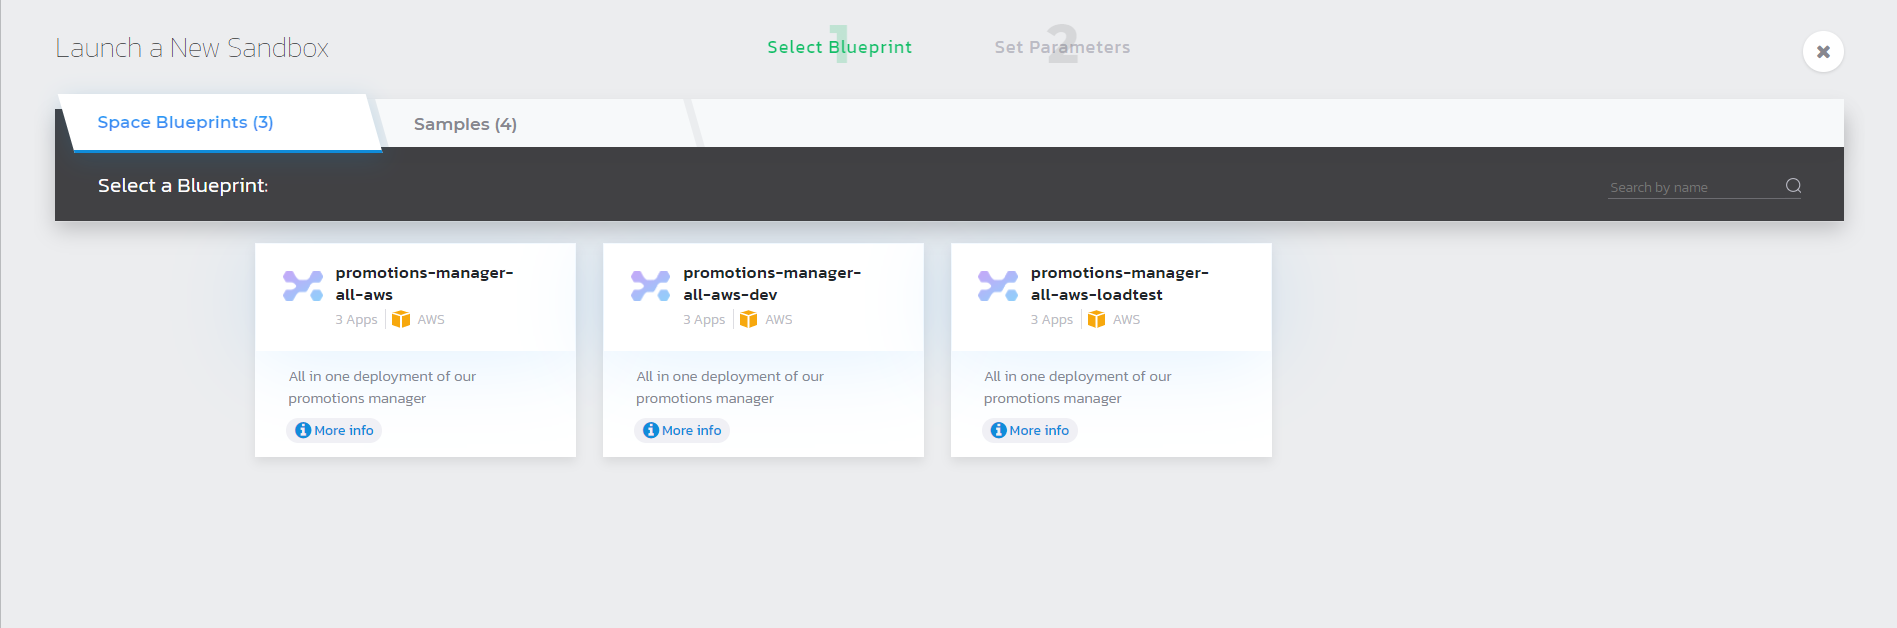 Launch a New Sandbox
1
Select Blueprint
2
Set Parameters
Space Blueprints (3)
Samples (4)
Select a Blueprint:
Search by name
promotions-manager-
all-aws
3 Apps
AWS
All in one deployment of our
promotions manager
More info
promotions-manager-
all-aws-dev
3 Apps
AWS
All in one deployment of our
promotions manager
More info
promotions-manager-
all-aws-loadtest
3 Apps
AWS
All in one deployment of our
promotions manager
More info